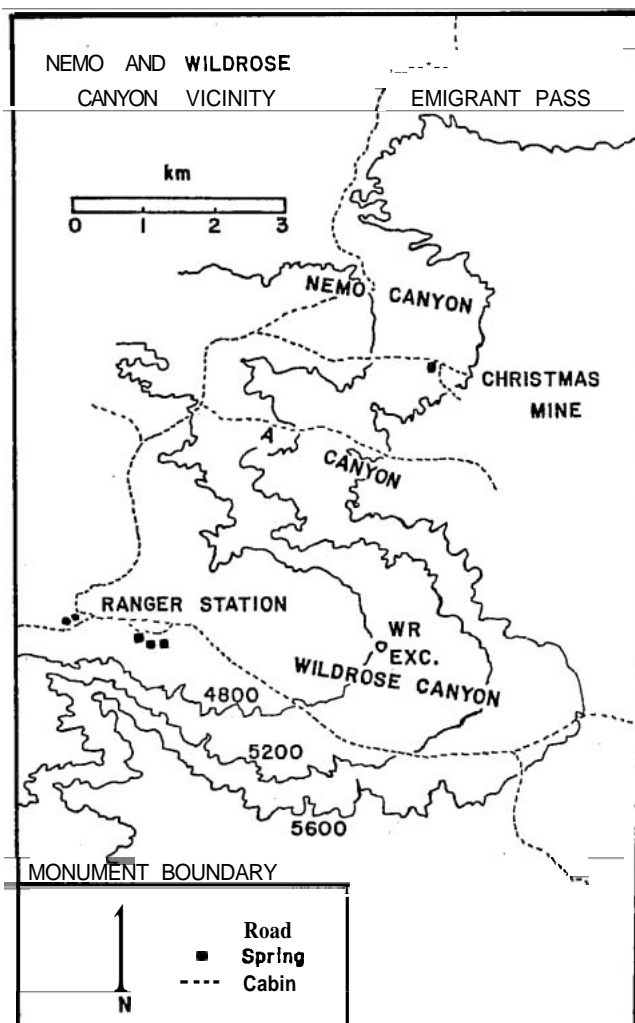 NEMO AND WILDROSE
CANYON VICINITY
EMIGRANT PASS
km
0 1 2 3
NEMO CANYON
CHRISTMAS
MINE
A
CANYON
RANGER STATION
WR
EXC.
WILDROSE CANYON
4800
5200
5600
MONUMENT BOUNDARY
Road
Spring
Cabin
N